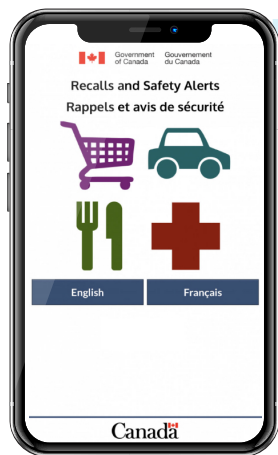 Government Gouvernement
of Canada du Canada
Recalls and Safety Alerts
Rappels et avis de sécurité
English Français
Canada